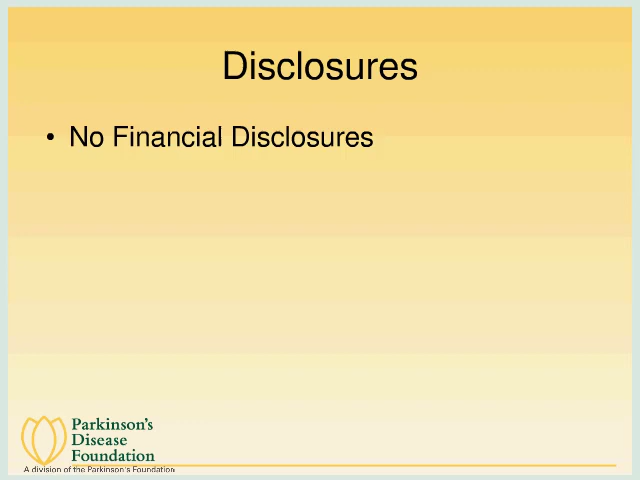 Disclosures
• No Financial Disclosures
Parkinson's
Disease
Foundation
A division of the Parkinson's Foundation